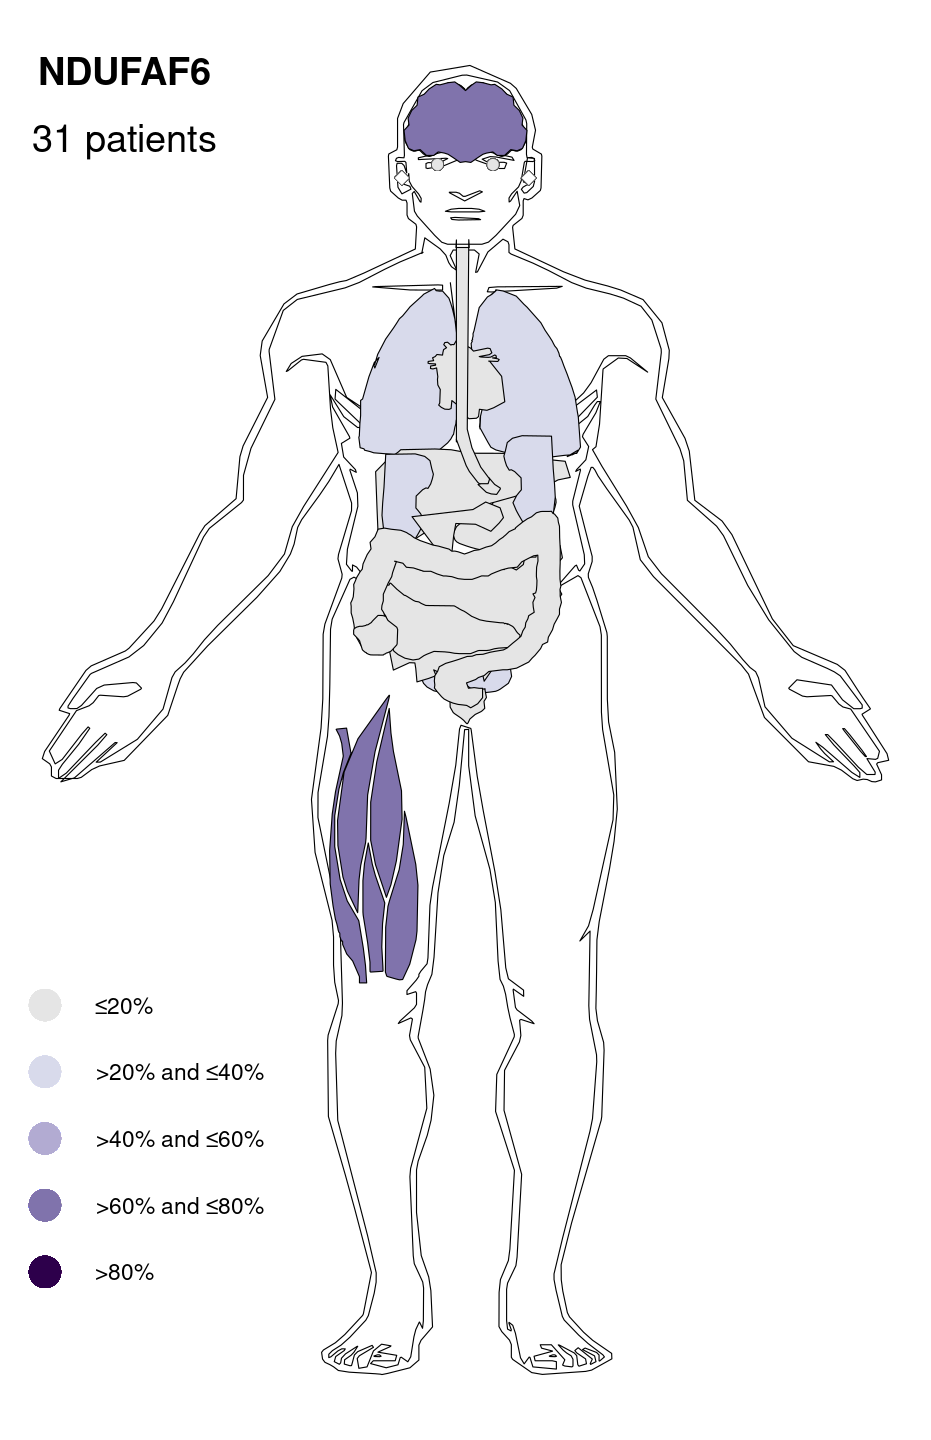 NDUFAF6
31 patients
≤20%
>20% and ≤40%
>40% and ≤60%
>60% and ≤80%
>80%